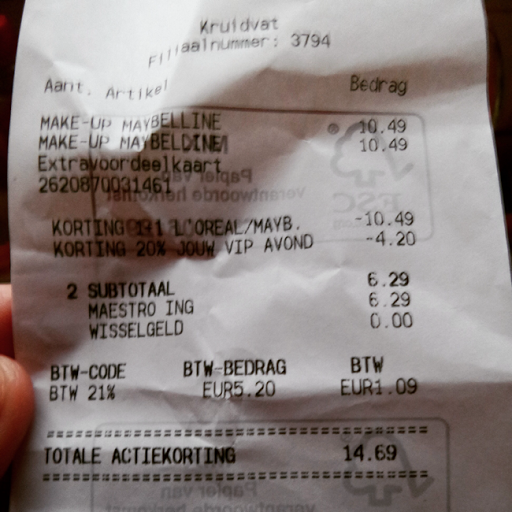 Kruidvat
Filiaalnummer: 3794
Aant. Artikel Bedrag
MAKE-UP MAYBELLINE 10.49
MAKE-UP MAYBELLINE 10.49
Extravoordeelkaart
2620870031461
KORTING 1+1 L'OREAL/MAYB. -10.49
KORTING 20% JOUW VIP AVOND -4.20
2 SUBTOTAAL 6.29
MAESTRO ING 6.29
WISSELGELD 0.00
BTW-CODE BTW-BEDRAG BTW
BTW 21% EUR5.20 EUR1.09
TOTALE ACTIEKORTING 14.69